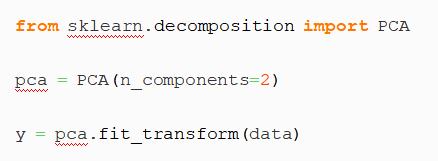 from sklearn.decomposition import PCA
pca = PCA(n_components=2)
y = pca.fit_transform(data)